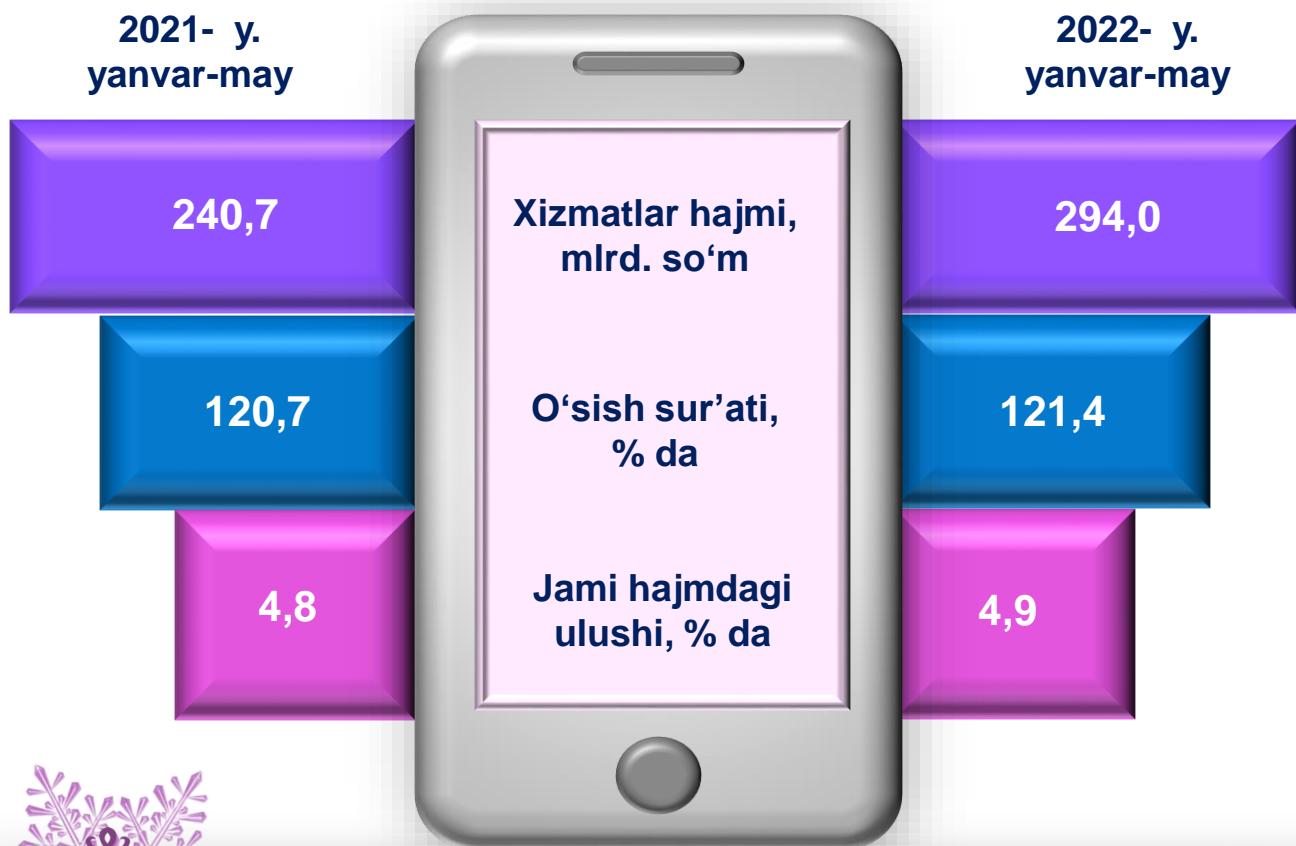 2021- y.
yanvar-may
2022- y.
yanvar-may
240,7
Xizmatlar hajmi,
mlrd. so‘m
294,0
120,7
O‘sish sur’ati,
% da
121,4
4,8
Jami hajmdagi
ulushi, % da
4,9